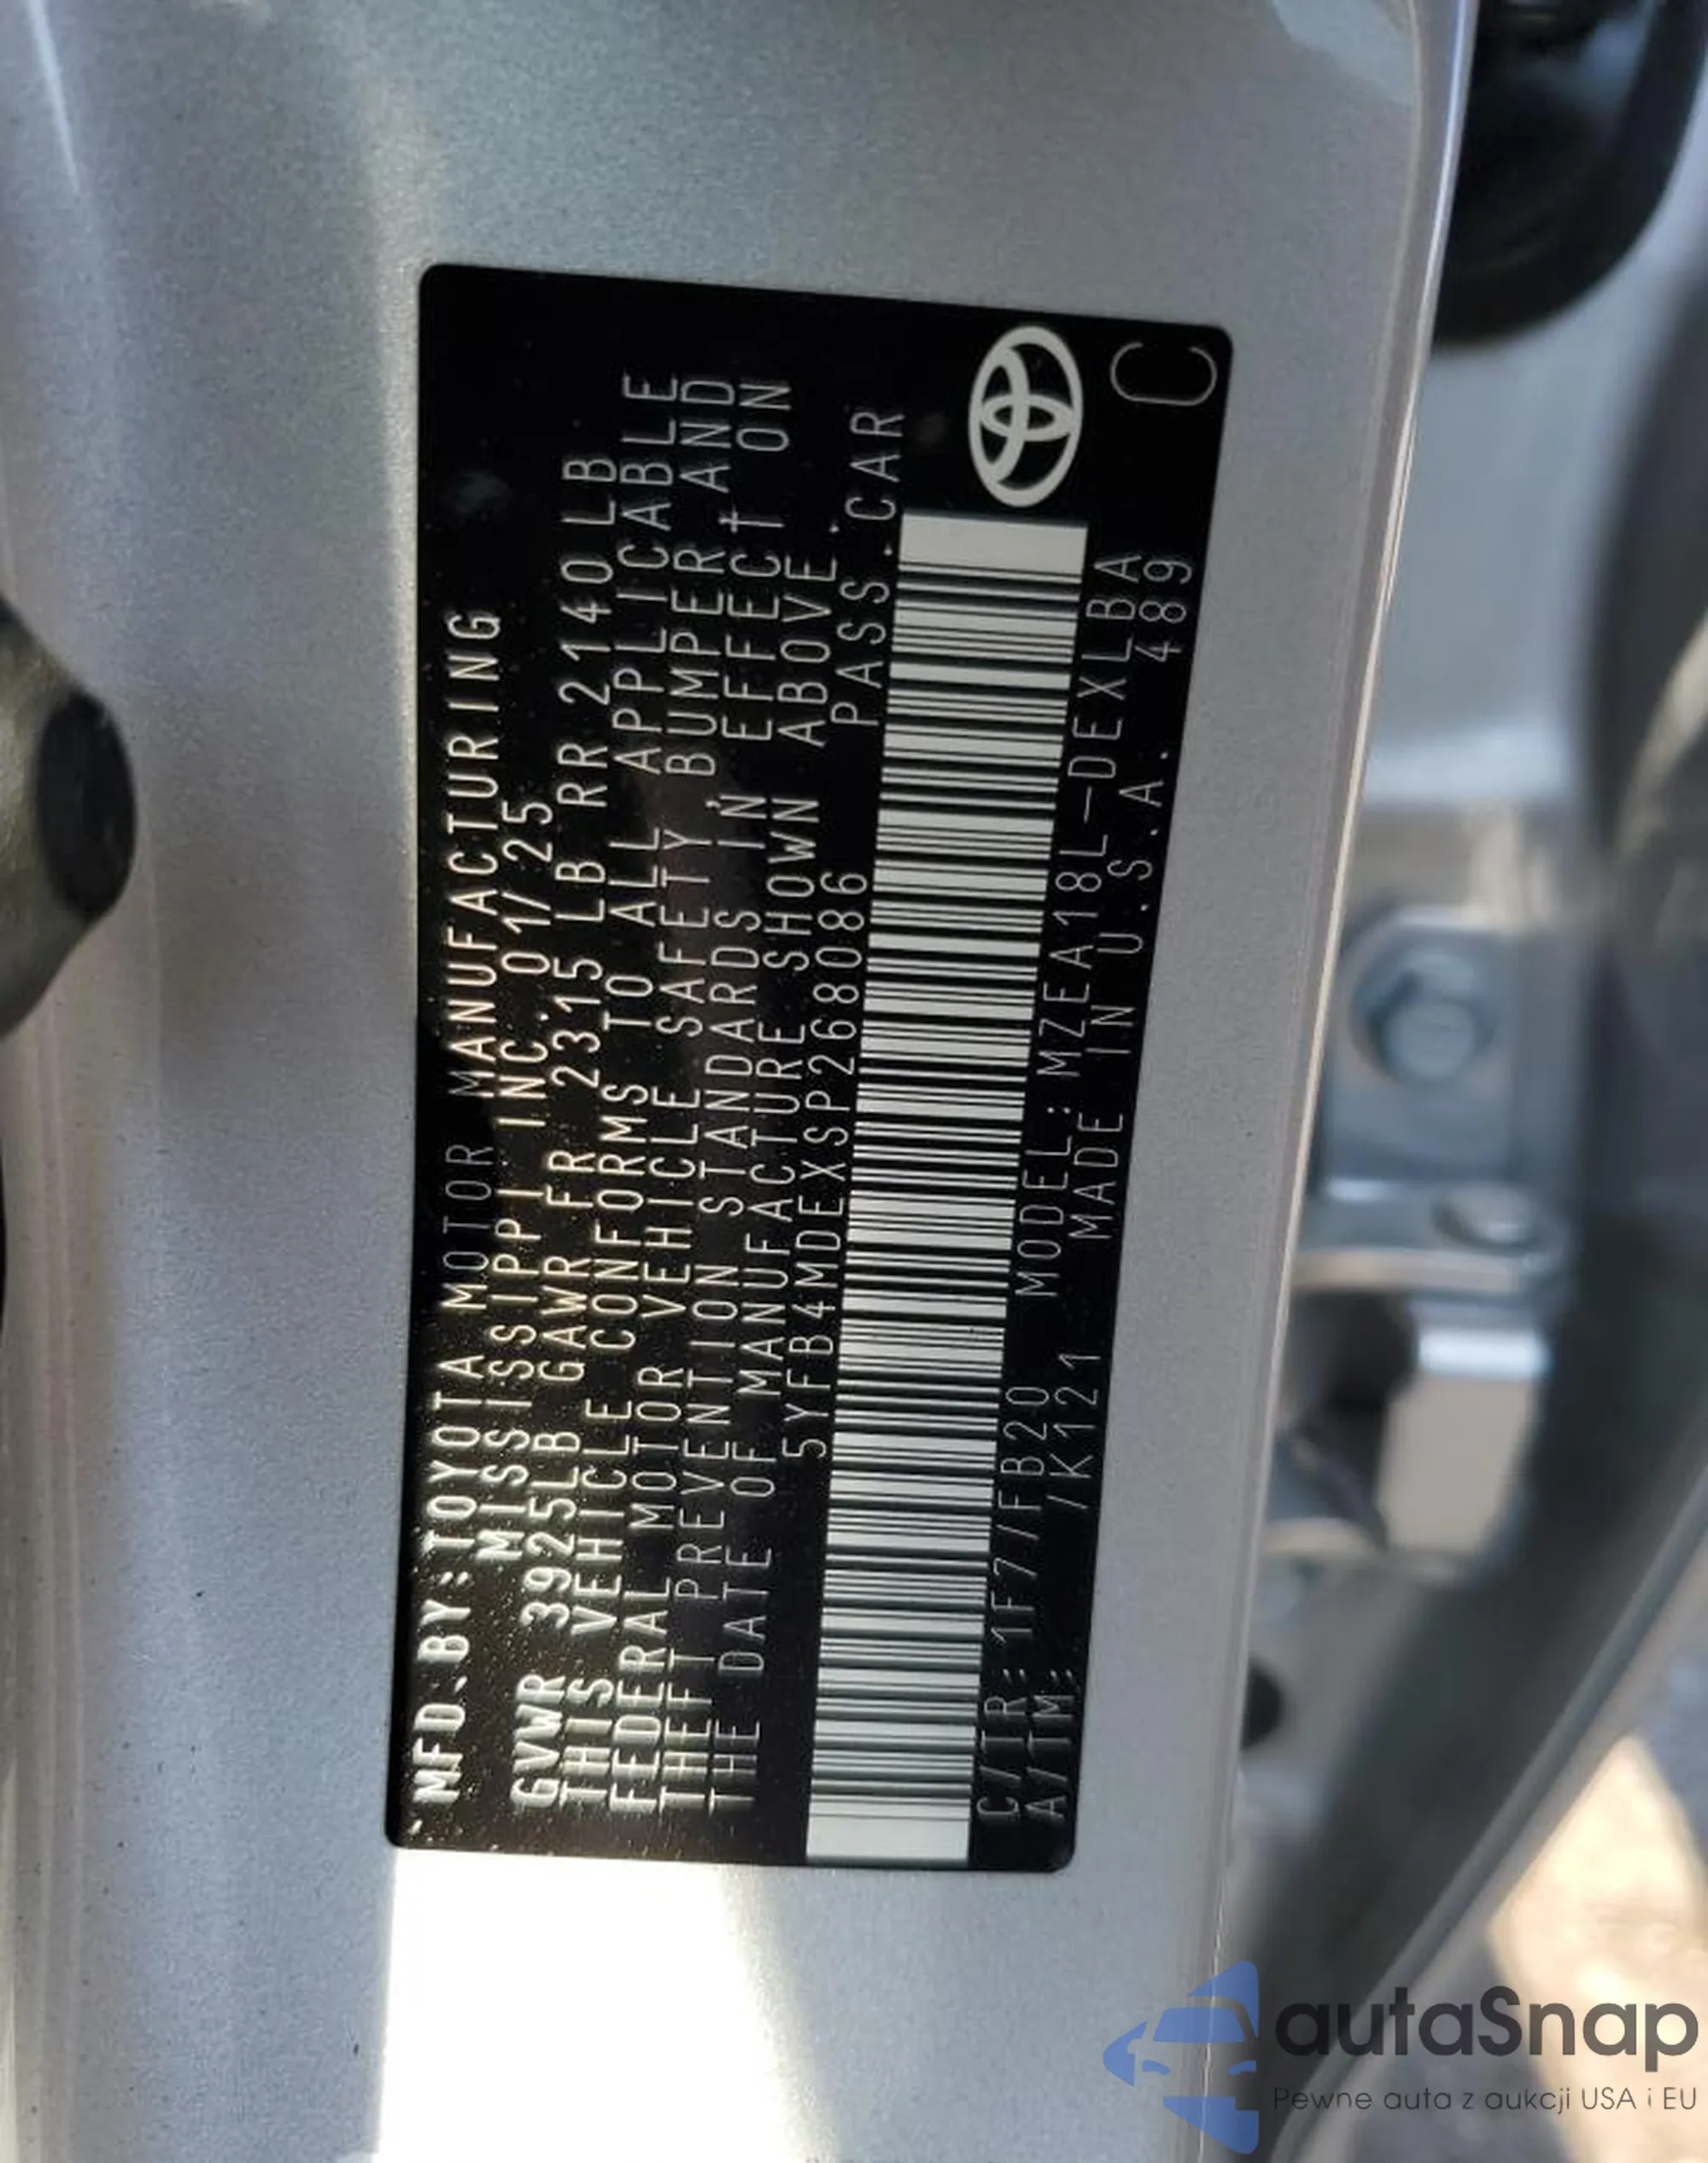 MFD.BY:TOYOTA MOTOR MANUFACTURING
MISSISSIPPI INC.01/25
GVWR 3925LB GAWR FR 2315 LB RR 2140 LB
THIS VEHICLE CONFORMS TO ALL APPLICABLE
FEDERAL MOTOR VEHICLE SAFETY, BUMPER, AND
THEFT PREVENTION STANDARDS IN EFFECT ON
THE DATE OF MANUFACTURE SHOWN ABOVE.
5YFB4MDEXSP268086 PASS.CAR
C/TR:1F7/FB20 MODEL:MZEA18L-DEXLBA
A/TM: /K121 MADE IN U.S.A. 489
C
autaSnap
Pewne auta z aukcji USA i EU